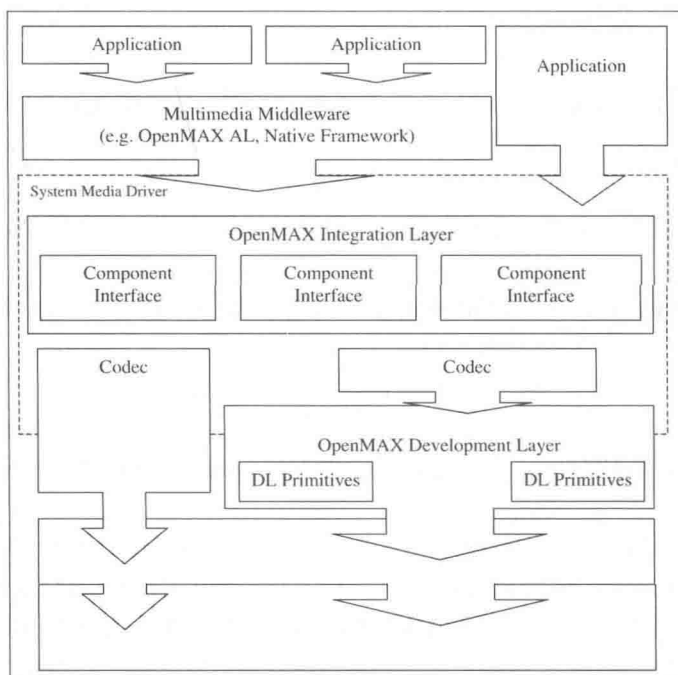 Application
Application
Application
Multimedia Middleware
(e.g. OpenMAX AL, Native Framework)
System Media Driver
OpenMAX Integration Layer
Component
Interface
Component
Interface
Component
Interface
Codec
Codec
OpenMAX Development Layer
DL Primitives
DL Primitives